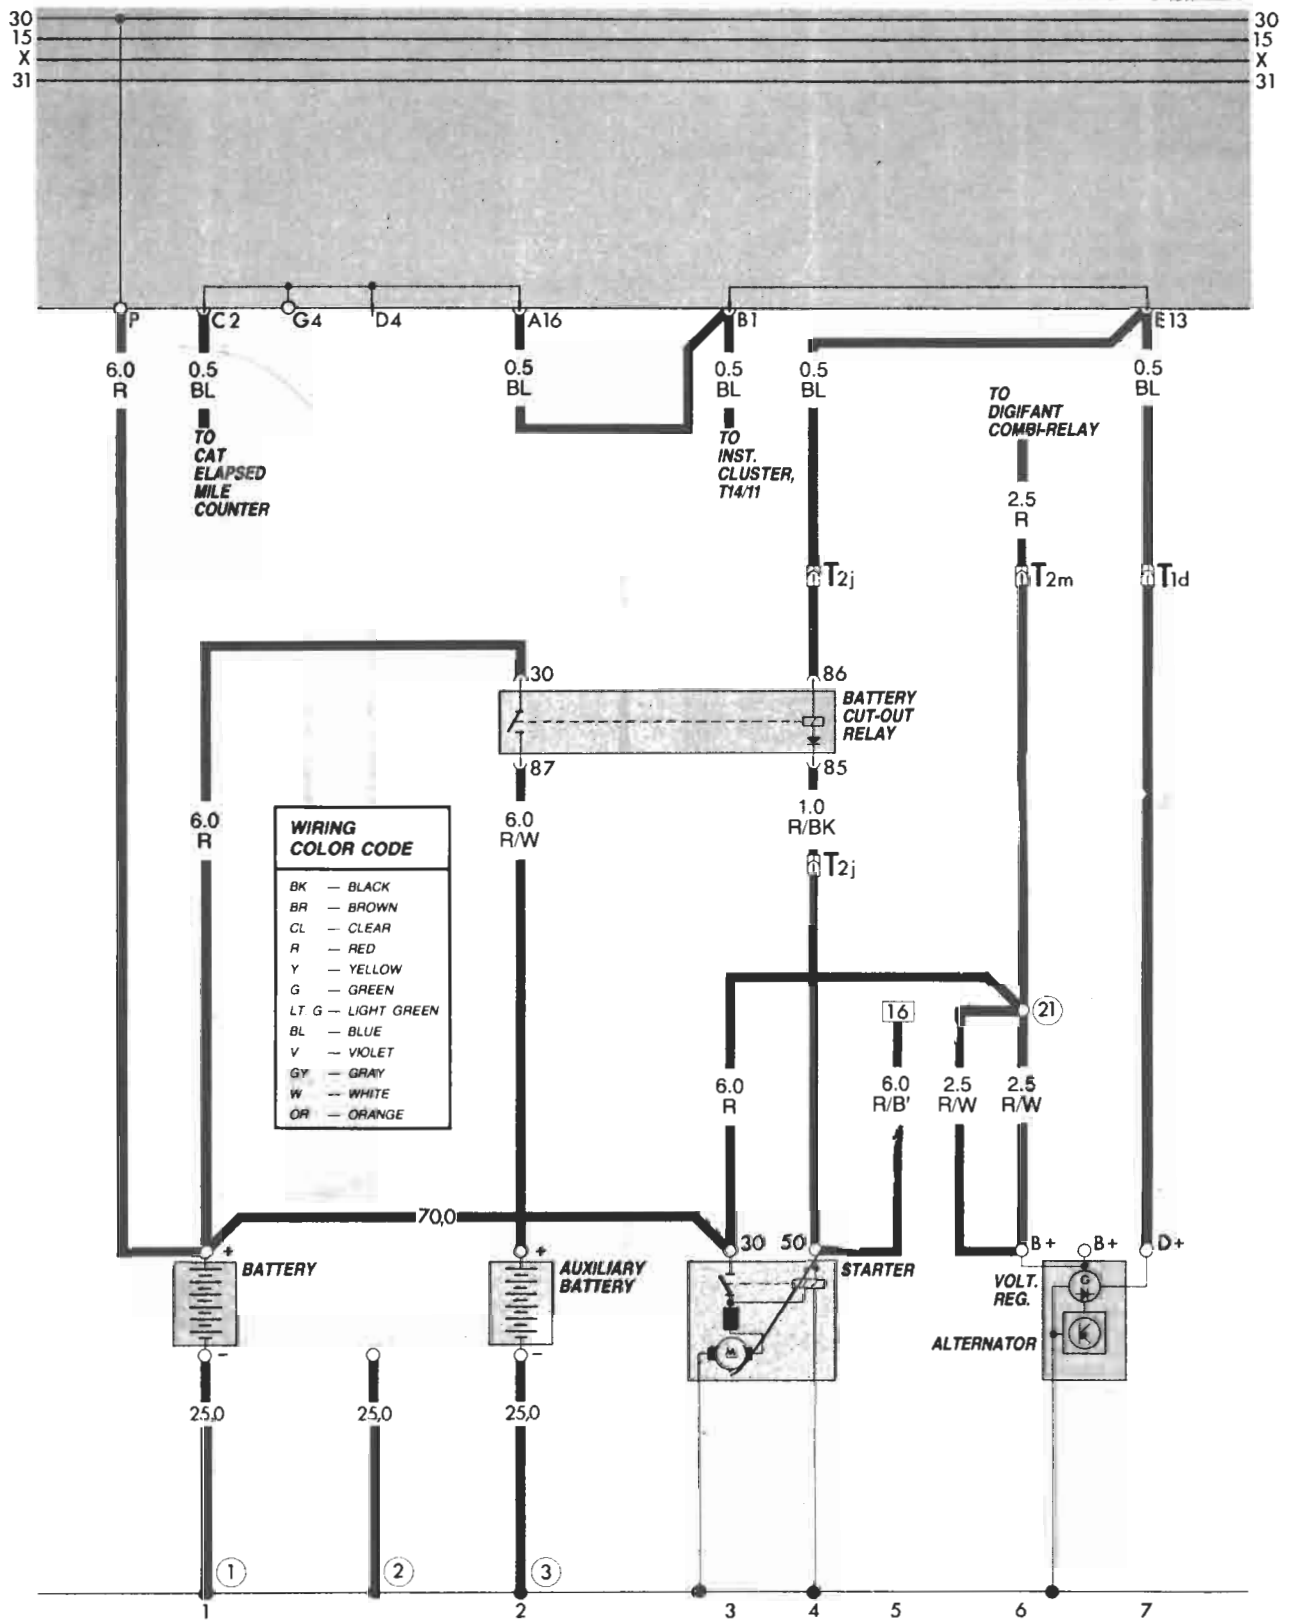 30 30
15 15
X X
31 31
P C2 G4 D4 A16 B1 E13
6.0 0.5 0.5 0.5 0.5 0.5
R BL BL BL BL BL
TO
DIGIFANT
COMBI-RELAY
TO
CAT
ELAPSED
MILE
COUNTER
TO
INST.
CLUSTER,
T14/11
2.5
R
T2j T2m T1d
30 86
BATTERY
CUT-OUT
RELAY
87 85
6.0 6.0 1.0
R R/W R/BK
T2j
WIRING
COLOR CODE
BK — BLACK
BR — BROWN
CL — CLEAR
R — RED
Y — YELLOW
G — GREEN
LT G — LIGHT GREEN
BL — BLUE
V — VIOLET
GY — GRAY
W — WHITE
OR — ORANGE
16 21
6.0 6.0 2.5 2.5
R R/B' R/W R/W
70,0
+ + 30 50 B+ B+ D+
BATTERY
AUXILIARY
BATTERY
STARTER
VOLT.
REG.
G
ALTERNATOR
M
- -
25,0 25,0 25,0
1 2 3
1 2 3 4 5 6 7